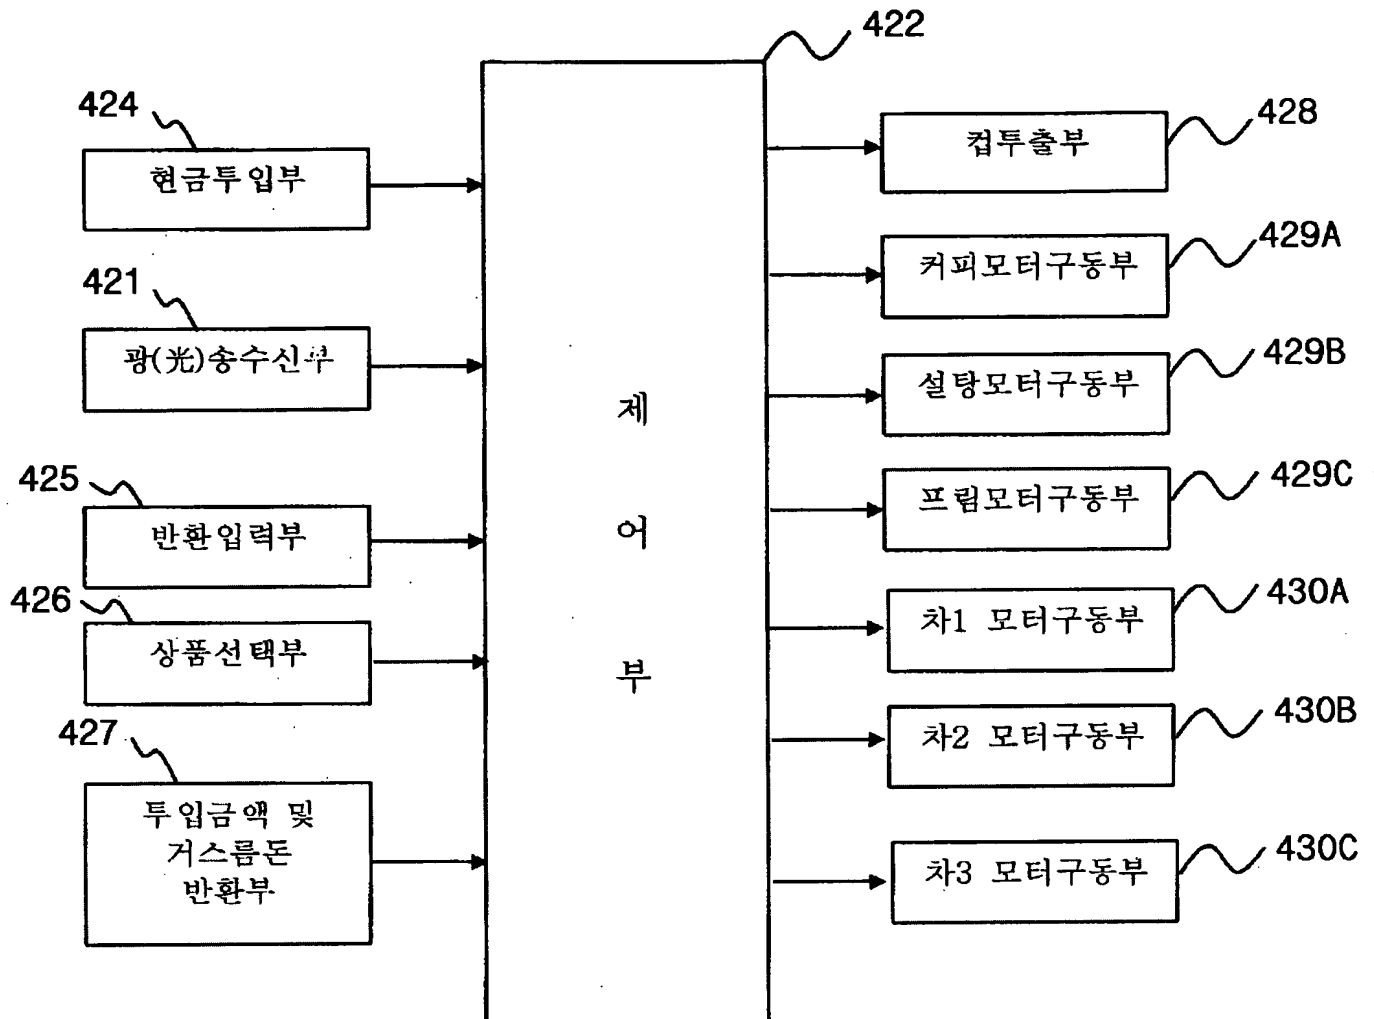 422
424
현금투입부
421
광(光)송수신부
425
반환입력부
426
상품선택부
427
투입금액 및
거스름돈
반환부
제
어
부
428
컵투출부
429A
커피모터구동부
429B
설탕모터구동부
429C
프림모터구동부
430A
차1 모터구동부
430B
차2 모터구동부
430C
차3 모터구동부